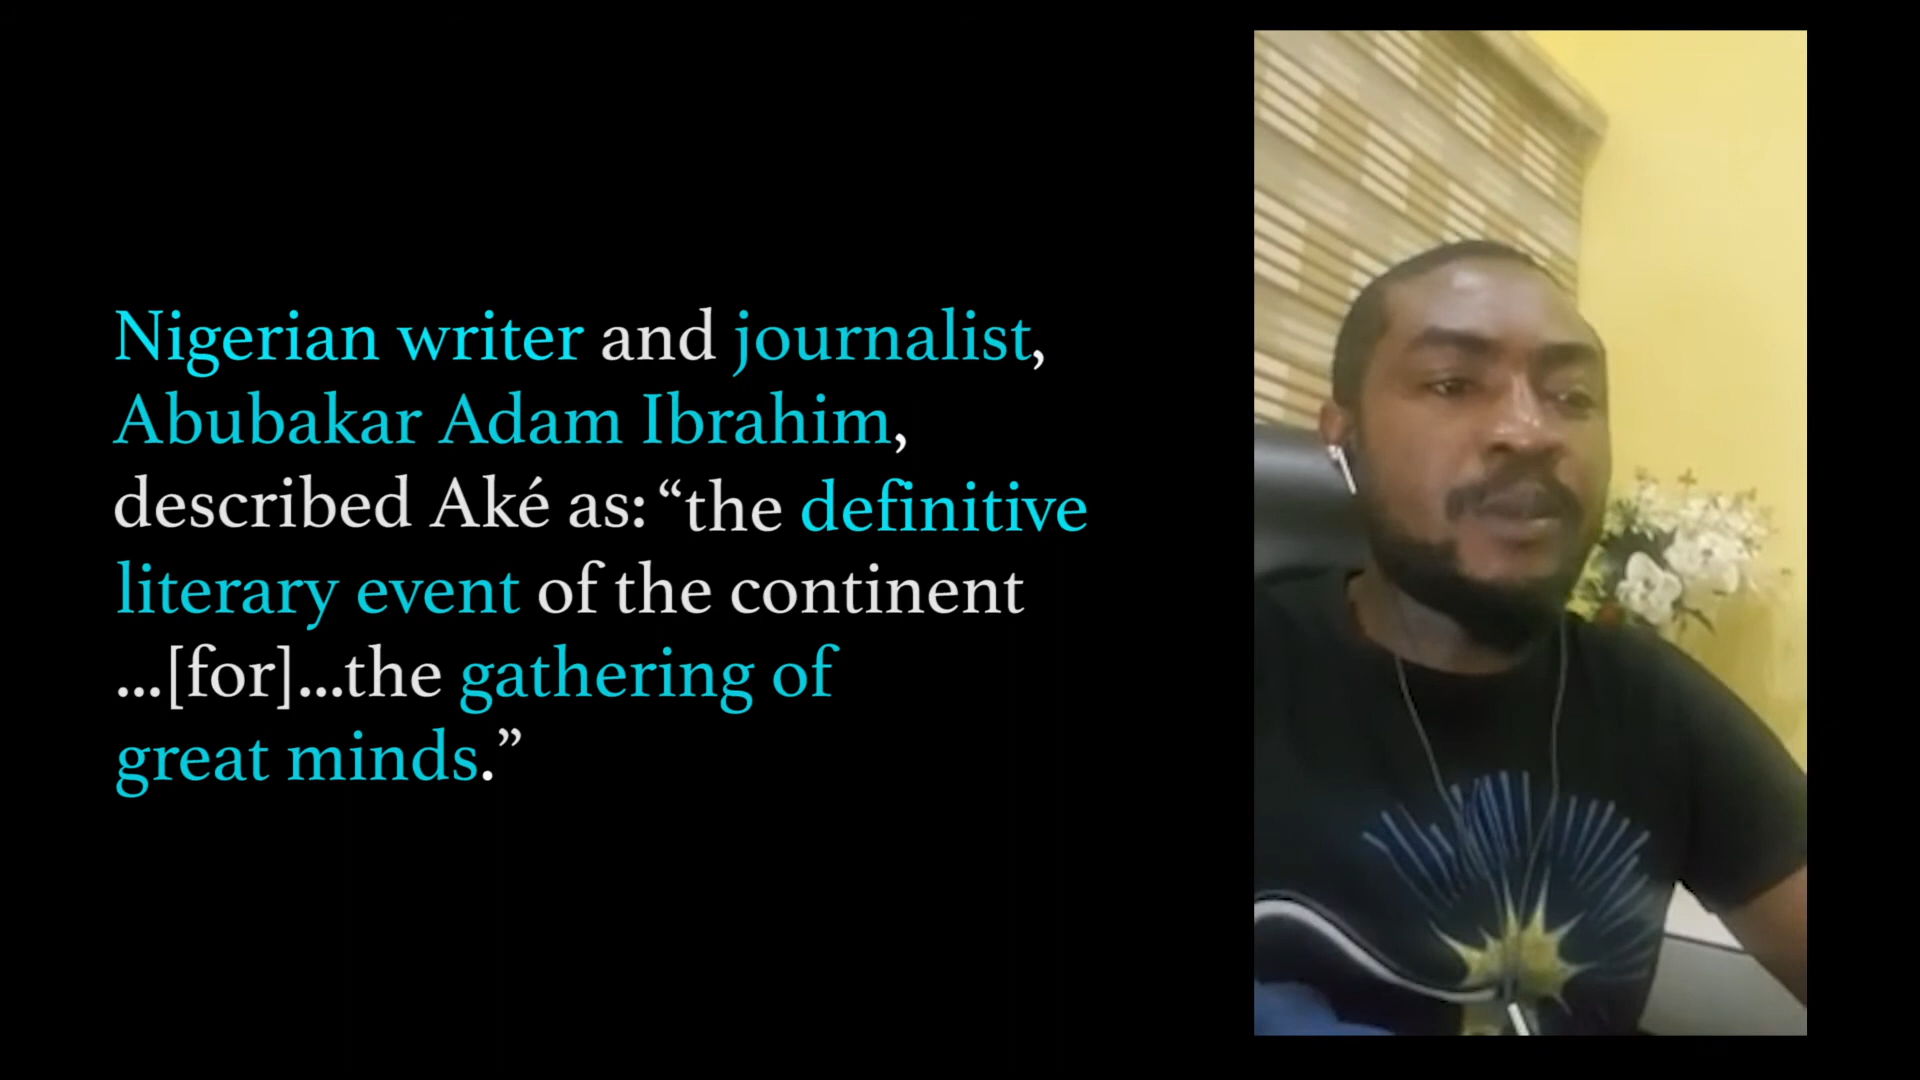 Nigerian writer and journalist,
Abubakar Adam Ibrahim,
described Aké as: “the definitive
literary event of the continent
...[for]...the gathering of
great minds.”